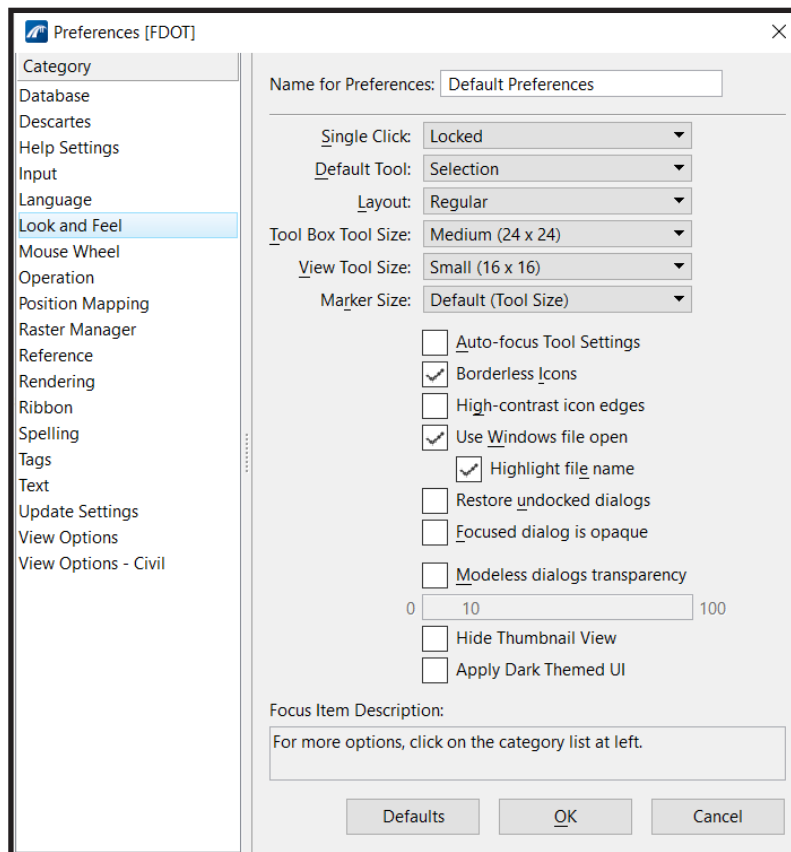 Preferences [FDOT]
Category
Database
Descartes
Help Settings
Input
Language
Look and Feel
Mouse Wheel
Operation
Position Mapping
Raster Manager
Reference
Rendering
Ribbon
Spelling
Tags
Text
Update Settings
View Options
View Options - Civil
Name for Preferences: Default Preferences
Single Click: Locked
Default Tool: Selection
Layout: Regular
Tool Box Tool Size: Medium (24 x 24)
View Tool Size: Small (16 x 16)
Marker Size: Default (Tool Size)
Auto-focus Tool Settings
Borderless Icons
High-contrast icon edges
Use Windows file open
Highlight file name
Restore undocked dialogs
Focused dialog is opaque
Modeless dialogs transparency
0 10 100
Hide Thumbnail View
Apply Dark Themed UI
Focus Item Description:
For more options, click on the category list at left.
Defaults OK Cancel